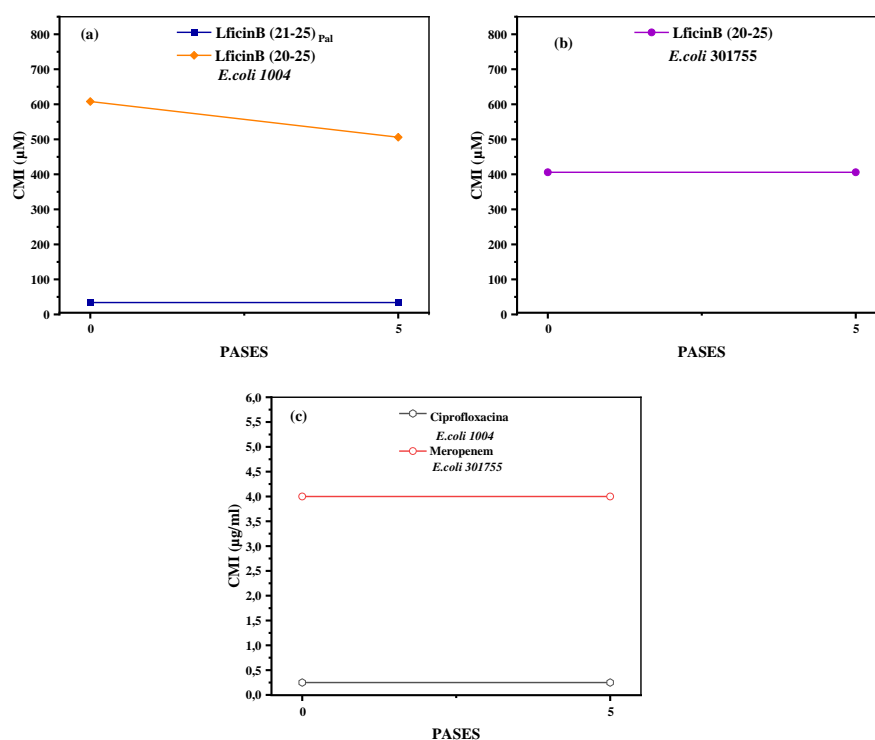 (a)
LficinB (21-25) Pal
LficinB (20-25)
E.coli 1004
800
700
600
500
400
300
200
100
0
CMI (µM)
0
5
PASES
(b)
LficinB (20-25)
E.coli 301755
800
700
600
500
400
300
200
100
0
CMI (µM)
0
5
PASES
(c)
Ciprofloxacina
E.coli 1004
Meropenem
E.coli 301755
6,0
5,5
5,0
4,5
4,0
3,5
3,0
2,5
2,0
1,5
1,0
0,5
0,0
CMI (µg/ml)
0
5
PASES